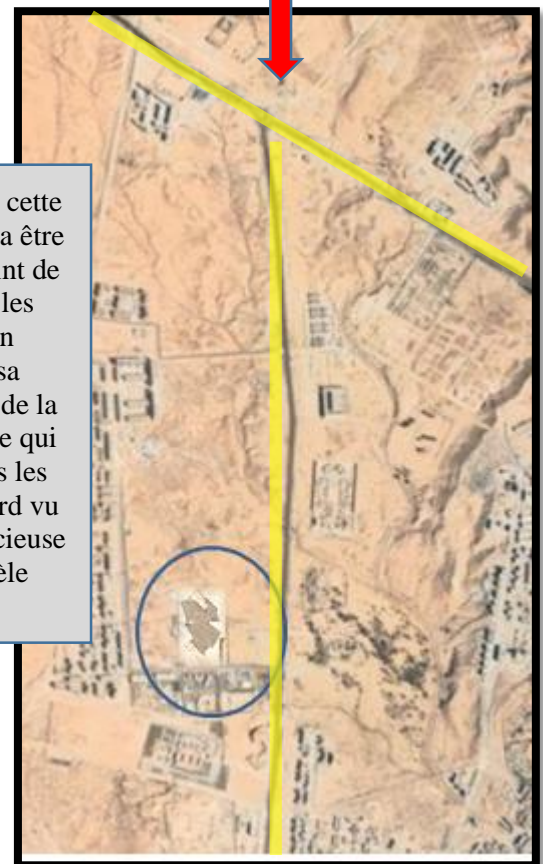 cette
a être
nt de
les
n
sa
de la
e qui
s les
rd vu
cieuse
èle